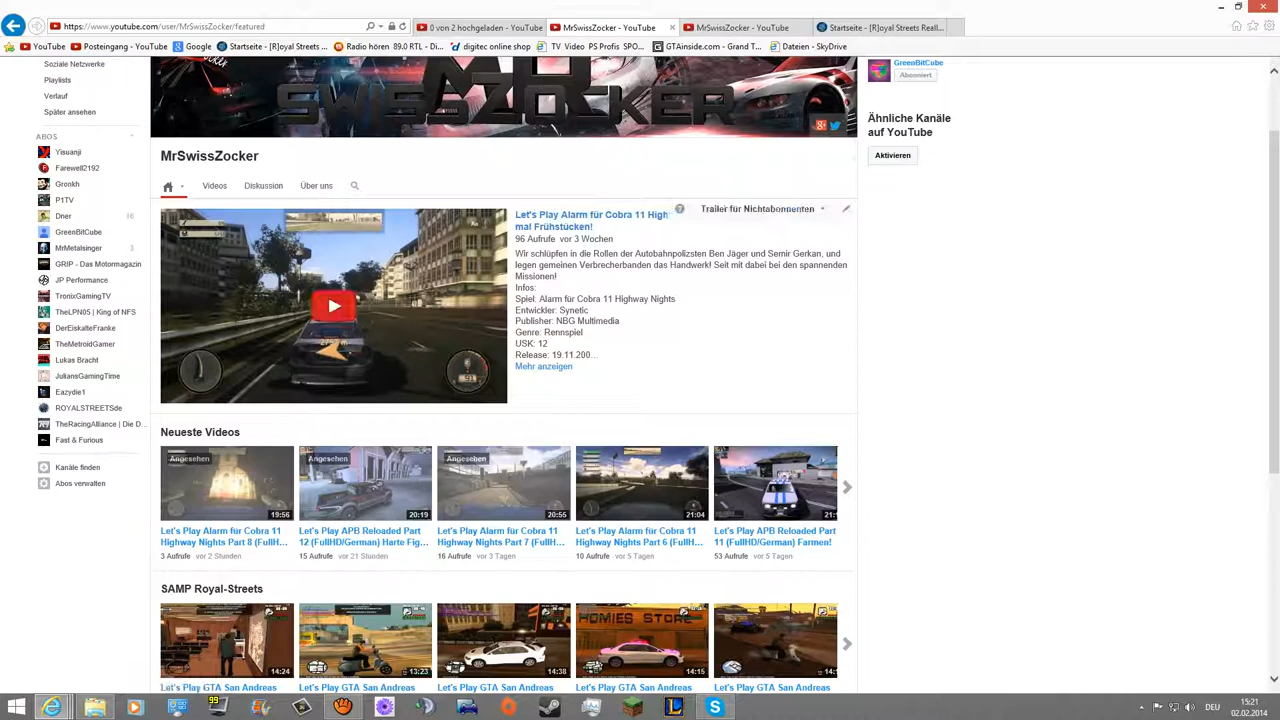 https://www.youtube.com/user/MrSwissZocker/featured
0 von 2 hochgeladen - YouTube
MrSwissZocker - YouTube
MrSwissZocker - YouTube
Startseite - [R]oyal Streets Reall...
YouTube
Posteingang - YouTube
Google
Startseite - [R]oyal Streets ...
Radio hören 89.0 RTL - Di...
digitec online shop
TV Video PS Profis SPO...
GTAinside.com - Grand T...
Dateien - SkyDrive
Soziale Netzwerke
Playlists
Verlauf
Später ansehen
ABOS
Yisuanji
Farewell2192
Gronkh
P1TV
Dner 16
GreenBitCube
MrMetalsinger 3
GRIP - Das Motormagazin
JP Performance
TronixGamingTV
TheLPN05 | King of NFS
DerEiskalteFranke
TheMetroidGamer
Lukas Bracht
JuliansGamingTime
Eazydie1
ROYALSTREETSde
TheRacingAlliance | Die D...
Fast & Furious
Kanäle finden
Abos verwalten
SWISSZOCKER
MrSwissZocker
Videos
Diskussion
Über uns
Let's Play Alarm für Cobra 11 High
mal Frühstücken!
Trailer für Nichtabonnenten
96 Aufrufe vor 3 Wochen
Wir schlüpfen in die Rollen der Autobahnpolizsten Ben Jäger und Semir Gerkan, und
legen gemeinen Verbrecherbanden das Handwerk! Seit mit dabei bei den spannenden
Missionen!
Infos:
Spiel: Alarm für Cobra 11 Highway Nights
Entwickler: Synetic
Publisher: NBG Multimedia
Genre: Rennspiel
USK: 12
Release: 19.11.200...
Mehr anzeigen
Neueste Videos
Angesehen
19:56
Let's Play Alarm für Cobra 11
Highway Nights Part 8 (FullH...
3 Aufrufe vor 2 Stunden
Angesehen
20:19
Let's Play APB Reloaded Part
12 (FullHD/German) Harte Fig...
15 Aufrufe vor 21 Stunden
Angesehen
20:56
Let's Play Alarm für Cobra 11
Highway Nights Part 7 (FullH...
16 Aufrufe vor 3 Tagen
21:04
Let's Play Alarm für Cobra 11
Highway Nights Part 6 (FullH...
10 Aufrufe vor 5 Tagen
Let's Play APB Reloaded Part
11 (FullHD/German) Farmen!
53 Aufrufe vor 5 Tagen
SAMP Royal-Streets
14:24
Let's Play GTA San Andreas
13:23
Let's Play GTA San Andreas
14:38
Let's Play GTA San Andreas
HOMIES STORE
14:15
Let's Play GTA San Andreas
Let's Play GTA San Andreas
GreenBitCube
Abonniert
Ähnliche Kanäle
auf YouTube
Aktivieren
99
DEU
15:21
02.02.2014